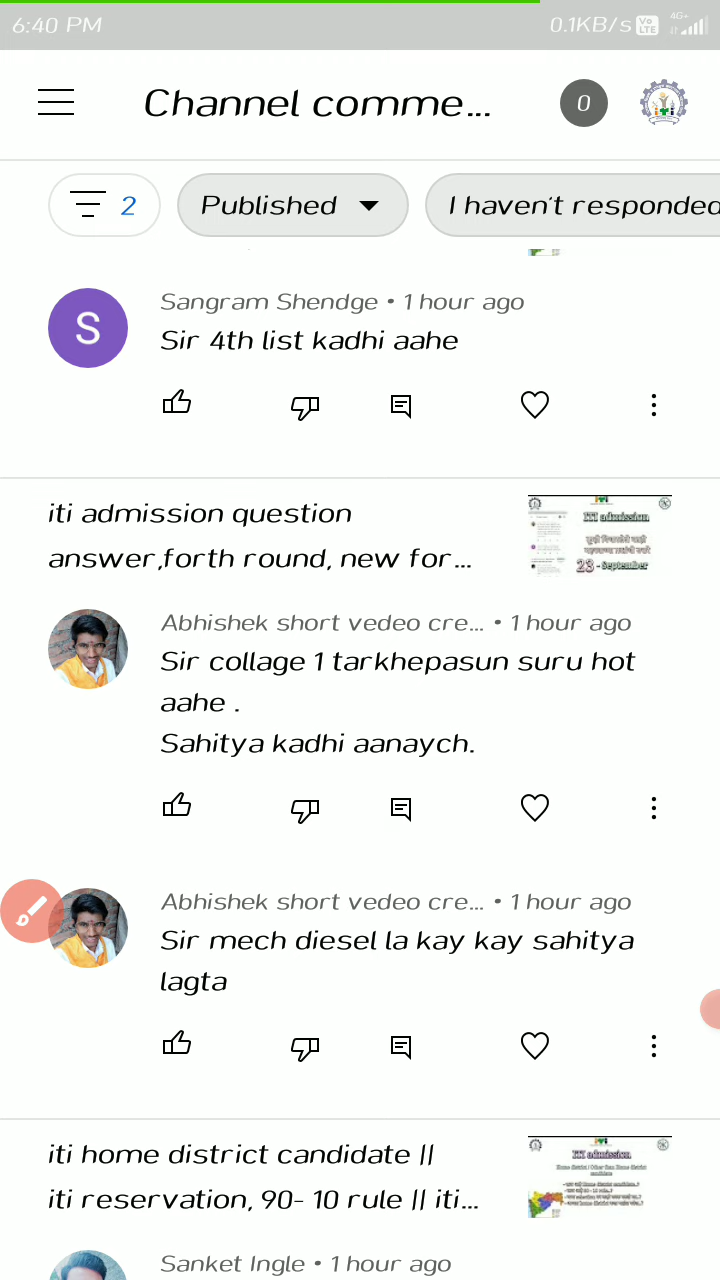 6:40 PM
0.1KB/s Vo LTE 4G+
Channel comme...
0
2
Published
I haven't responded
S
Sangram Shendge • 1 hour ago
Sir 4th list kadhi aahe
iti admission question
answer,forth round, new for...
ITI admission
23 - September
Abhishek short vedeo cre... • 1 hour ago
Sir collage 1 tarkhepasun suru hot
aahe .
Sahitya kadhi aanaych.
Abhishek short vedeo cre... • 1 hour ago
Sir mech diesel la kay kay sahitya
lagta
iti home district candidate ||
iti reservation, 90- 10 rule || iti...
ITI admission
Sanket Ingle • 1 hour ago